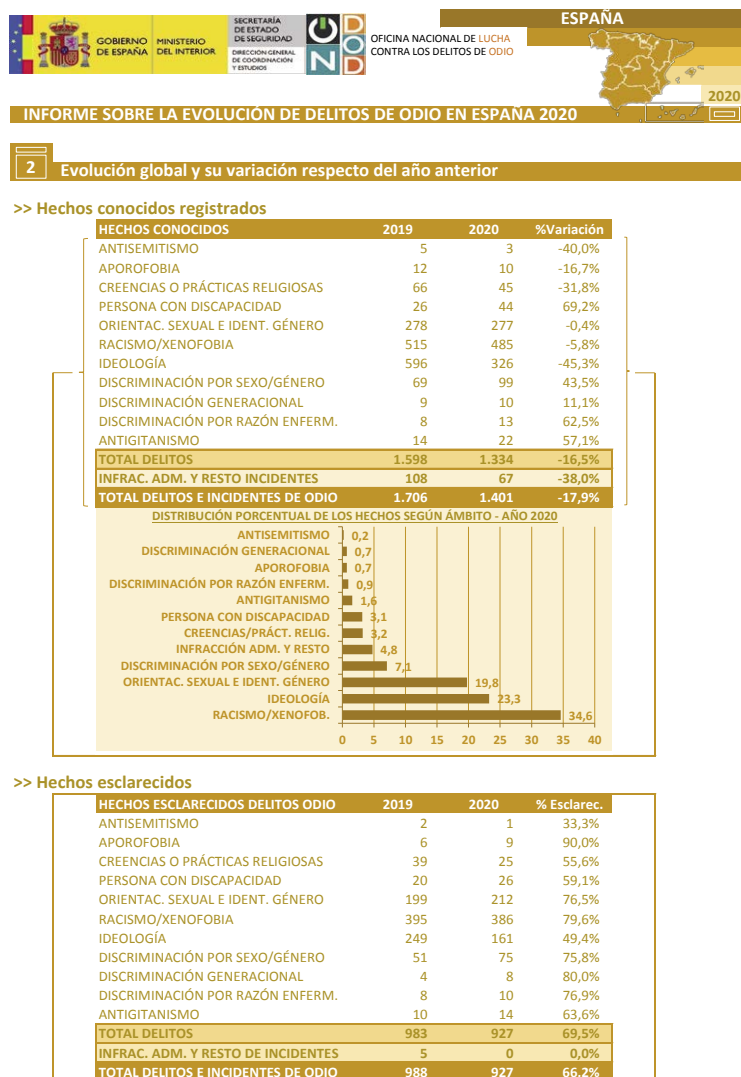 ESPAÑA
GOBIERNO
DE ESPAÑA
MINISTERIO
DEL INTERIOR
SECRETARÍA
DE ESTADO
DE SEGURIDAD
DIRECCIÓN GENERAL
DE COORDINACIÓN
Y ESTUDIOS
ON
DOD
OFICINA NACIONAL DE LUCHA
CONTRA LOS DELITOS DE ODIO
2020
INFORME SOBRE LA EVOLUCIÓN DE DELITOS DE ODIO EN ESPAÑA 2020
2 Evolución global y su variación respecto del año anterior
>> Hechos conocidos registrados
HECHOS CONOCIDOS 2019 2020 %Variación
ANTISEMITISMO 5 3 -40,0%
APOROFOBIA 12 10 -16,7%
CREENCIAS O PRÁCTICAS RELIGIOSAS 66 45 -31,8%
PERSONA CON DISCAPACIDAD 26 44 69,2%
ORIENTAC. SEXUAL E IDENT. GÉNERO 278 277 -0,4%
RACISMO/XENOFOBIA 515 485 -5,8%
IDEOLOGÍA 596 326 -45,3%
DISCRIMINACIÓN POR SEXO/GÉNERO 69 99 43,5%
DISCRIMINACIÓN GENERACIONAL 9 10 11,1%
DISCRIMINACIÓN POR RAZÓN ENFERM. 8 13 62,5%
ANTIGITANISMO 14 22 57,1%
TOTAL DELITOS 1.598 1.334 -16,5%
INFRAC. ADM. Y RESTO INCIDENTES 108 67 -38,0%
TOTAL DELITOS E INCIDENTES DE ODIO 1.706 1.401 -17,9%
DISTRIBUCIÓN PORCENTUAL DE LOS HECHOS SEGÚN ÁMBITO - AÑO 2020
ANTISEMITISMO 0,2
DISCRIMINACIÓN GENERACIONAL 0,7
APOROFOBIA 0,7
DISCRIMINACIÓN POR RAZÓN ENFERM. 0,9
ANTIGITANISMO 1,6
PERSONA CON DISCAPACIDAD 3,1
CREENCIAS/PRÁCT. RELIG. 3,2
INFRACCIÓN ADM. Y RESTO 4,8
DISCRIMINACIÓN POR SEXO/GÉNERO 7,1
ORIENTAC. SEXUAL E IDENT. GÉNERO 19,8
IDEOLOGÍA 23,3
RACISMO/XENOFOB. 34,6
0 5 10 15 20 25 30 35 40
>> Hechos esclarecidos
HECHOS ESCLARECIDOS DELITOS ODIO 2019 2020 % Esclarec.
ANTISEMITISMO 2 1 33,3%
APOROFOBIA 6 9 90,0%
CREENCIAS O PRÁCTICAS RELIGIOSAS 39 25 55,6%
PERSONA CON DISCAPACIDAD 20 26 59,1%
ORIENTAC. SEXUAL E IDENT. GÉNERO 199 212 76,5%
RACISMO/XENOFOBIA 395 386 79,6%
IDEOLOGÍA 249 161 49,4%
DISCRIMINACIÓN POR SEXO/GÉNERO 51 75 75,8%
DISCRIMINACIÓN GENERACIONAL 4 8 80,0%
DISCRIMINACIÓN POR RAZÓN ENFERM. 8 10 76,9%
ANTIGITANISMO 10 14 63,6%
TOTAL DELITOS 983 927 69,5%
INFRAC. ADM. Y RESTO DE INCIDENTES 5 0 0,0%
TOTAL DELITOS E INCIDENTES DE ODIO 988 927 66,2%